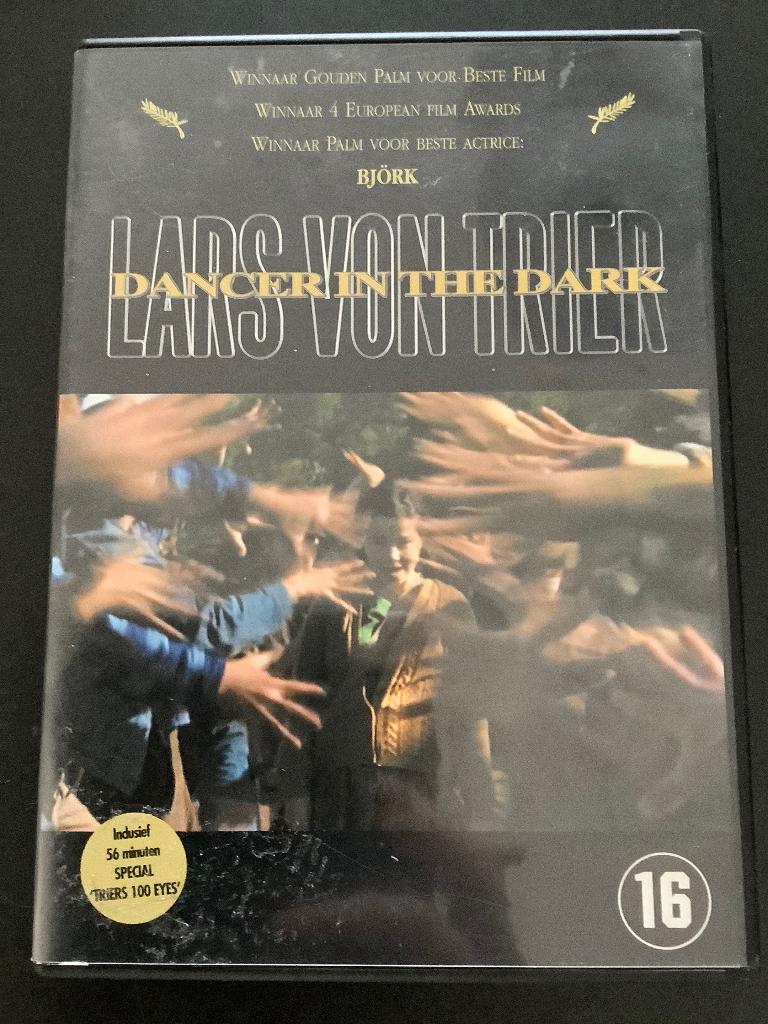 Winnaar Gouden Palm voor Beste Film
Winnaar 4 European film Awards
Winnaar Palm voor beste actrice:
BJÖRK
LARS VON TRIER
DANCER IN THE DARK
Inclusief
56 minuten
SPECIAL
'TRIERS 100 EYES'
16